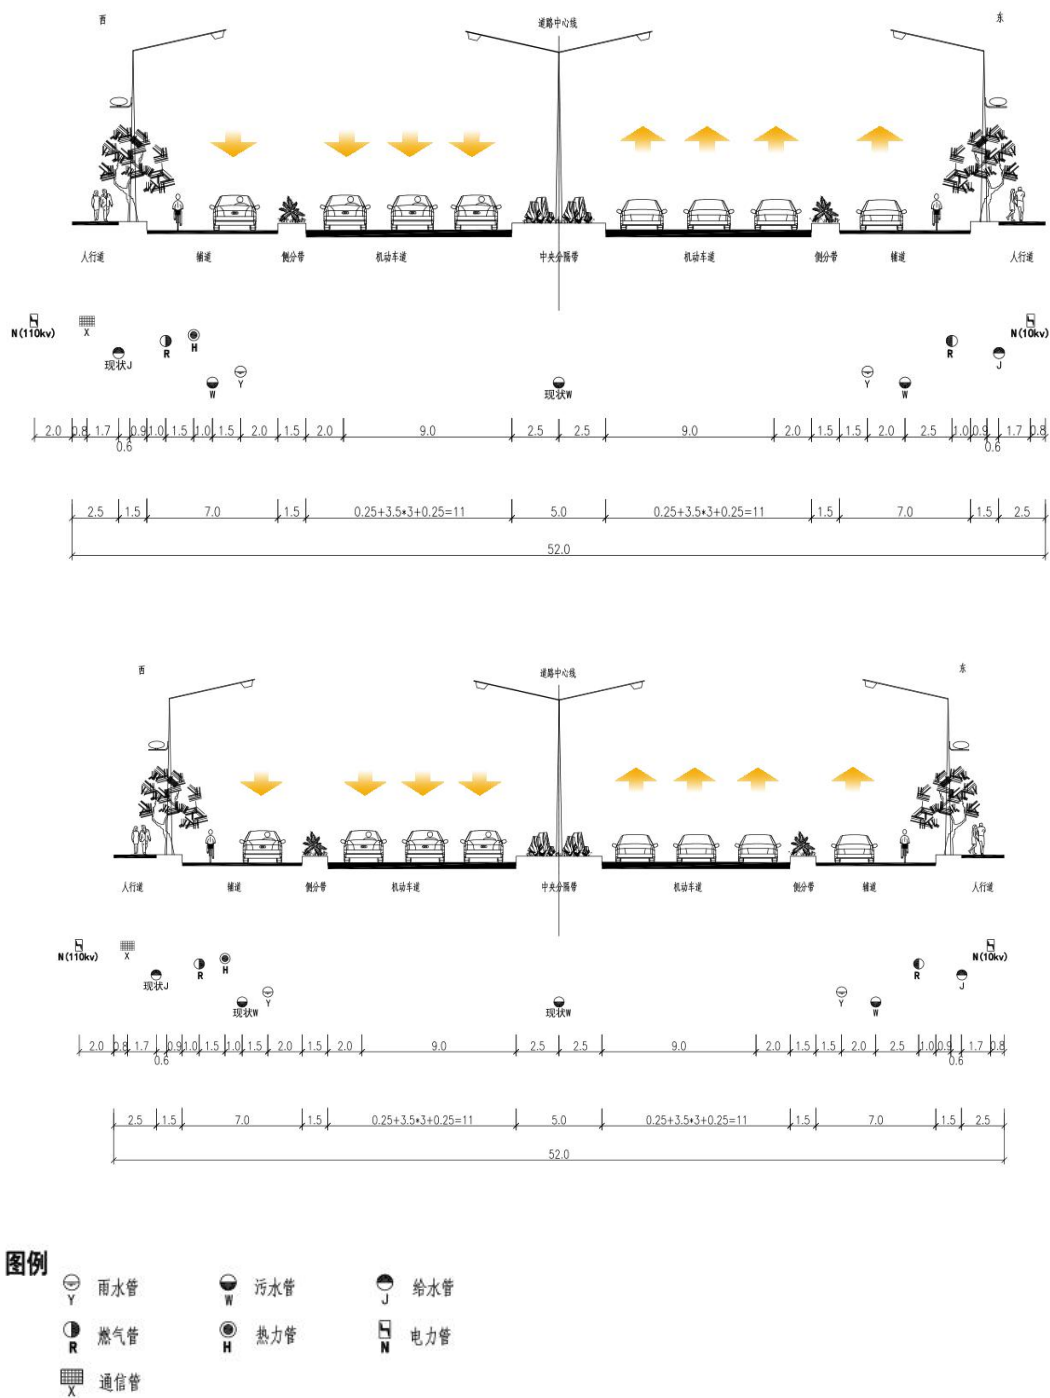 西 道路中心线 东
人行道 辅道 侧分带 机动车道 中央分隔带 机动车道 侧分带 辅道 人行道
N(110kv) X 现状J R H W Y 现状W Y W R J N(10kv)
2.0 0.8 1.7 0.6 0.9 1.0 1.5 1.0 1.5 2.0 1.5 2.0 9.0 2.5 2.5 9.0 2.0 1.5 1.5 2.0 2.5 1.0 0.9 0.6 1.7 0.8
2.5 1.5 7.0 1.5 0.25+3.5*3+0.25=11 5.0 0.25+3.5*3+0.25=11 1.5 7.0 1.5 2.5
52.0
西 道路中心线 东
人行道 辅道 侧分带 机动车道 中央分隔带 机动车道 侧分带 辅道 人行道
N(110kv) X 现状J R H 现状W Y 现状W Y W R J N(10kv)
2.0 0.8 1.7 0.6 0.9 1.0 1.5 1.0 1.5 2.0 1.5 2.0 9.0 2.5 2.5 9.0 2.0 1.5 1.5 2.0 2.5 1.0 0.9 0.6 1.7 0.8
2.5 1.5 7.0 1.5 0.25+3.5*3+0.25=11 5.0 0.25+3.5*3+0.25=11 1.5 7.0 1.5 2.5
52.0
图例
Y 雨水管 W 污水管 J 给水管
R 燃气管 H 热力管 N 电力管
X 通信管